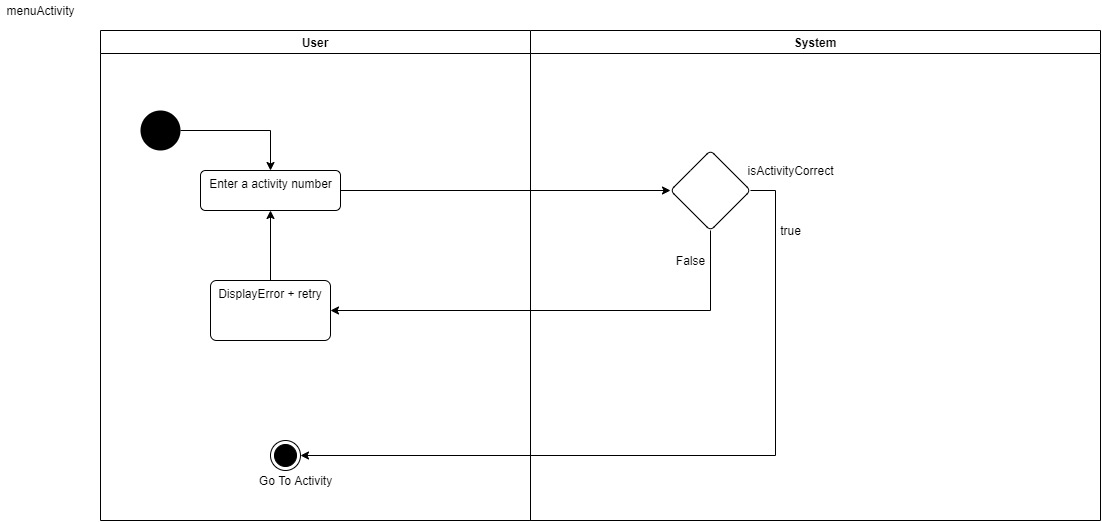 menuActivity
User
System
Enter a activity number
isActivityCorrect
true
False
DisplayError + retry
Go To Activity